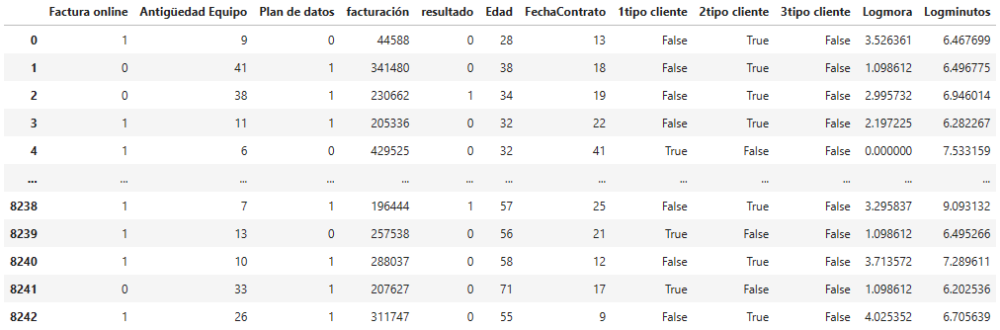 Factura online Antigüedad Equipo Plan de datos facturación resultado Edad FechaContrato 1tipo cliente 2tipo cliente 3tipo cliente Logmora Logminutos
0 1 9 0 44588 0 28 13 False True False 3.526361 6.467699
1 0 41 1 341480 0 38 18 False True False 1.098612 6.496775
2 0 38 1 230662 1 34 19 False True False 2.995732 6.946014
3 1 11 1 205336 0 32 22 False True False 2.197225 6.282267
4 1 6 0 429525 0 32 41 True False False 0.000000 7.533159
... ... ... ... ... ... ... ... ... ... ... ... ...
8238 1 7 1 196444 1 57 25 False True False 3.295837 9.093132
8239 1 13 0 257538 0 56 21 True False False 1.098612 6.495266
8240 1 10 1 288037 0 58 12 False True False 3.713572 7.289611
8241 0 33 1 207627 0 71 17 True False False 1.098612 6.202536
8242 1 26 1 311747 0 55 9 False True False 4.025352 6.705639